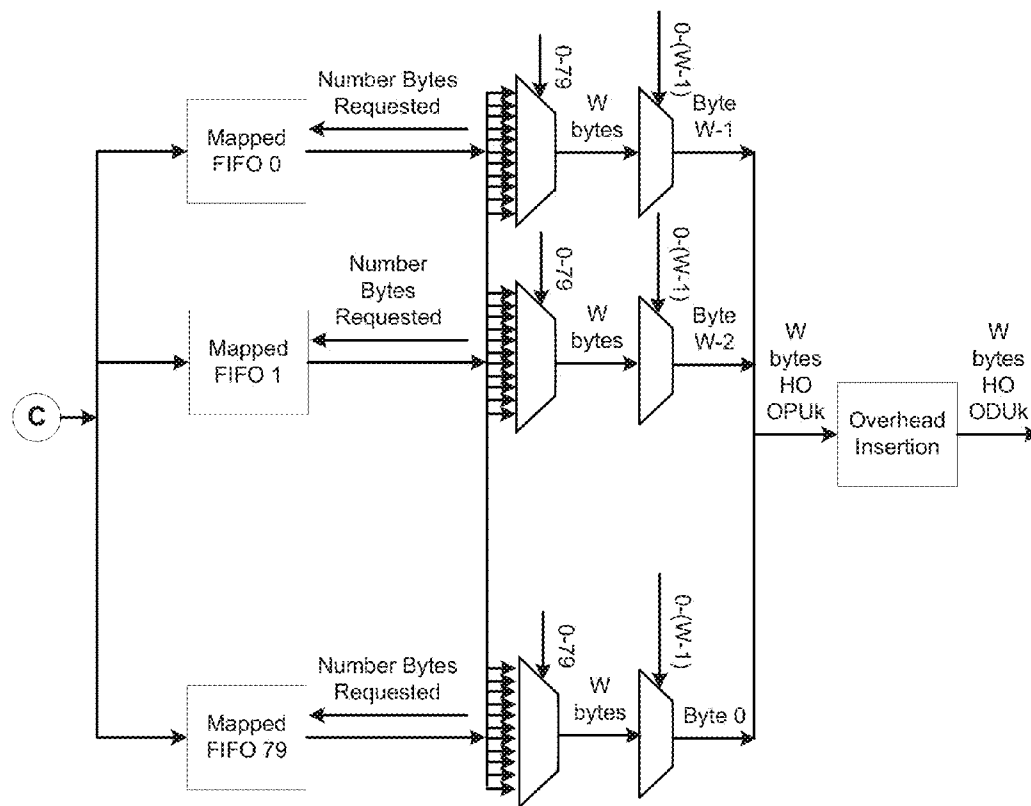 Number Bytes
Requested
Mapped
FIFO 0
0-79
W
bytes
0-(W-1)
Byte
W-1
Number
Bytes
Requested
Mapped
FIFO 1
0-79
W
bytes
0-(W-1)
Byte
W-2
C
W
bytes
HO
OPUk
Overhead
Insertion
W
bytes
HO
ODUk
Number Bytes
Requested
Mapped
FIFO 79
0-79
W
bytes
0-(W-1)
Byte 0